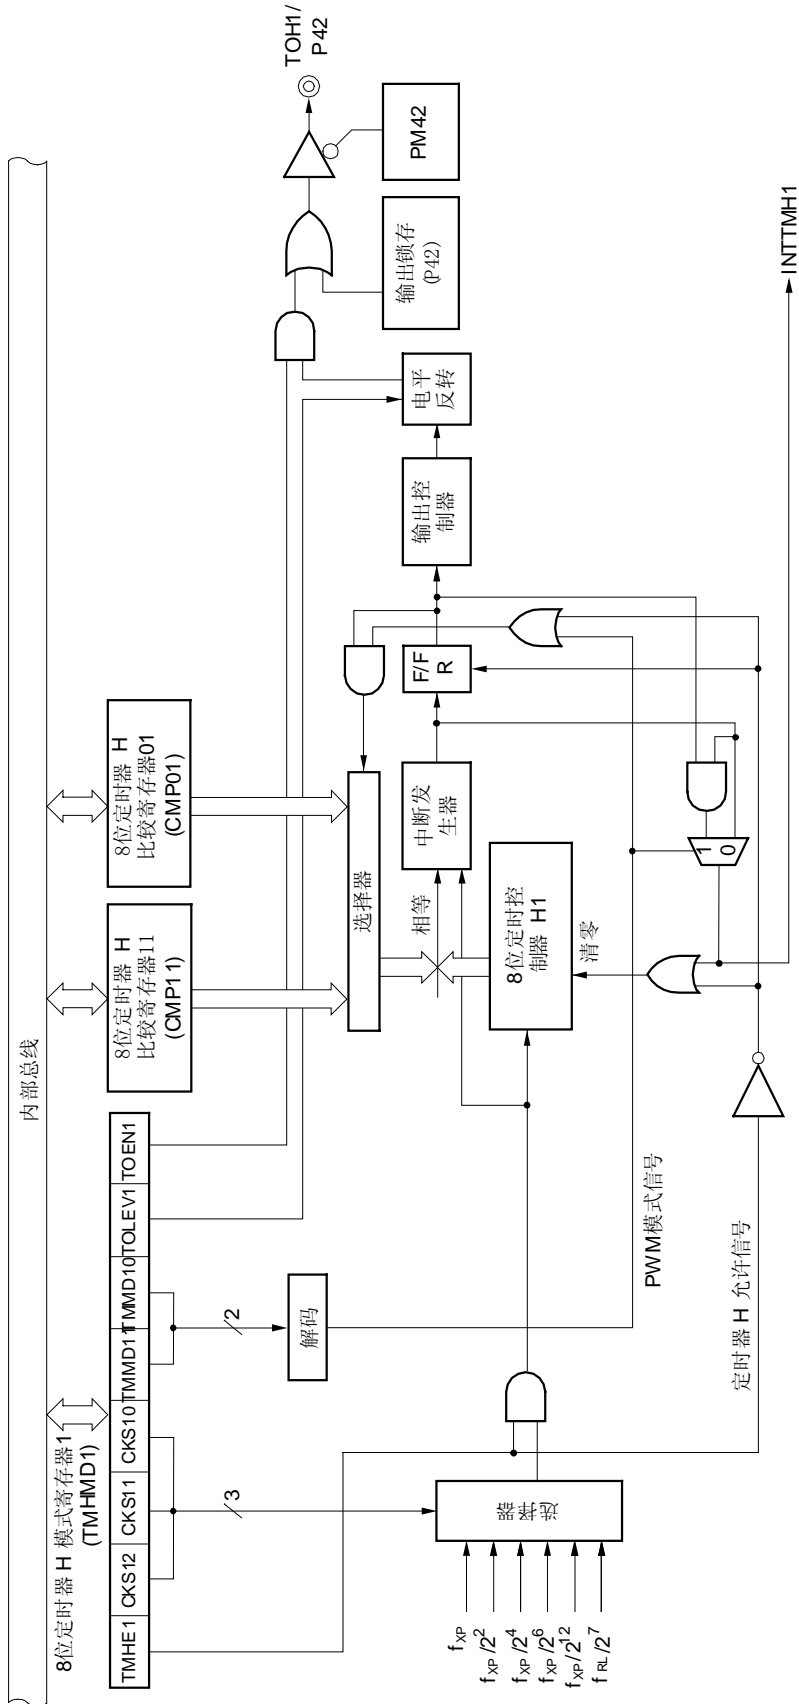 内部总线
8位定时器 H 模式寄存器1
(TMHMD1)
TMHE1
CKS12
CKS11
CKS10
TMMD11
TMMD10
TOLEV1
TOEN1
8位定时器 H
比较寄存器11
(CMP11)
8位定时器 H
比较寄存器01
(CMP01)
3
2
解码
选择器
选择器
相等
中断发
生器
F/F
R
输出控
制器
电平
反转
输出锁存
(P42)
PM42
TOH1/
P42
8位定时控
制器 H1
清零
1
0
INTTMH1
PWM模式信号
定时器 H 允许信号
fXP
fXP/2²
fXP/2⁴
fXP/2⁶
fXP/2¹²
fRL/2⁷